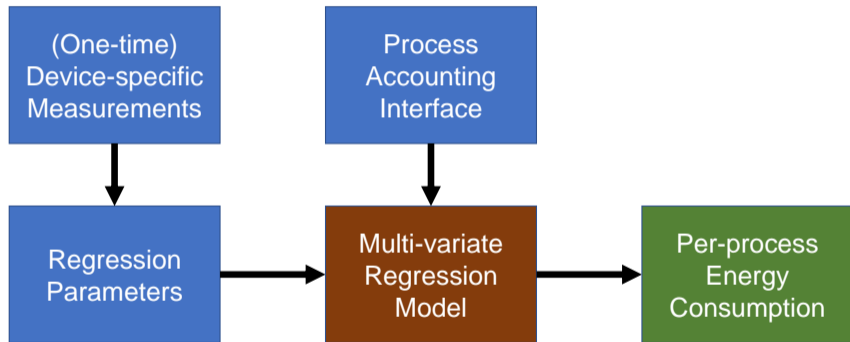 (One-time)
Device-specific
Measurements
Process
Accounting
Interface
Regression
Parameters
Multi-variate
Regression
Model
Per-process
Energy
Consumption